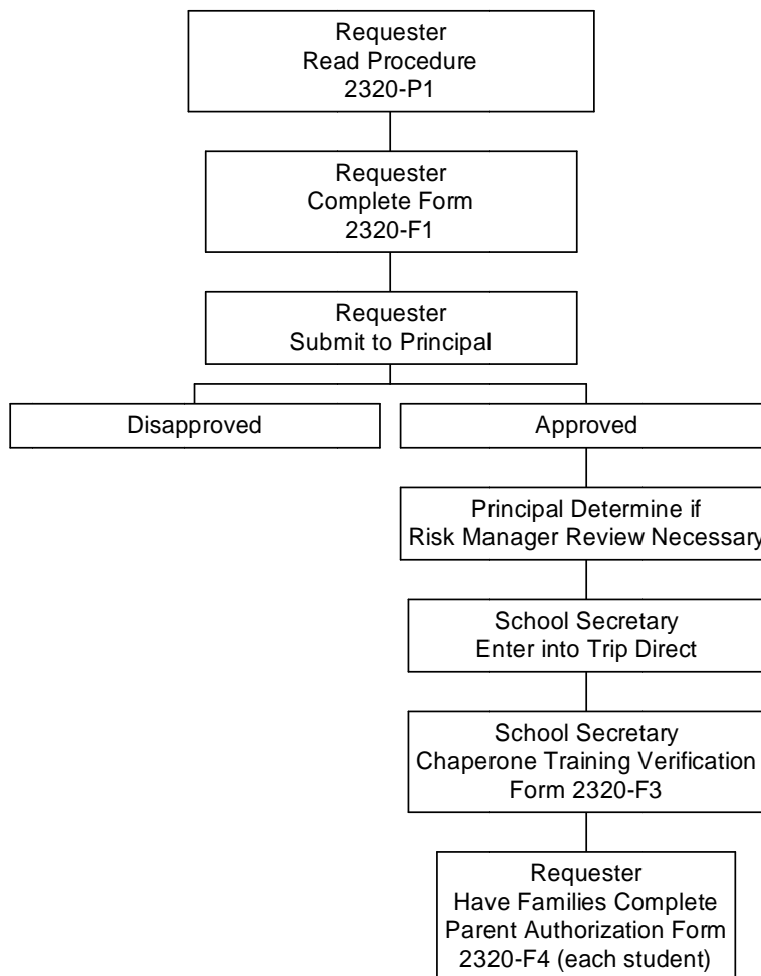 Requester
Read Procedure
2320-P1
Requester
Complete Form
2320-F1
Requester
Submit to Principal
Disapproved
Approved
Principal Determine if
Risk Manager Review Necessary
School Secretary
Enter into Trip Direct
School Secretary
Chaperone Training Verification
Form 2320-F3
Requester
Have Families Complete
Parent Authorization Form
2320-F4 (each student)